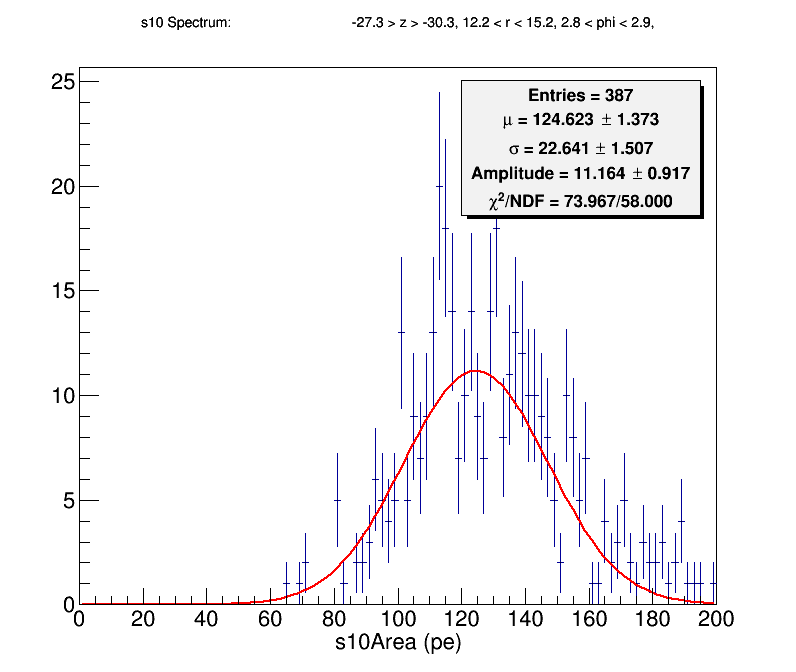 s10 Spectrum: -27.3 > z > -30.3, 12.2 < r < 15.2, 2.8 < phi < 2.9,
Entries = 387
μ = 124.623 ± 1.373
σ = 22.641 ± 1.507
Amplitude = 11.164 ± 0.917
χ²/NDF = 73.967/58.000
25
20
15
10
5
0
0 20 40 60 80 100 120 140 160 180 200
s10Area (pe)